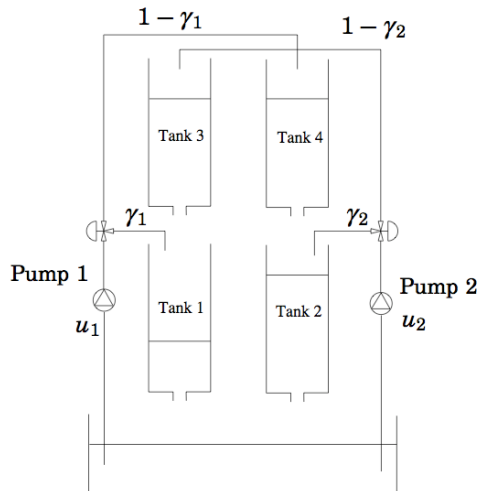 1 − γ₁
1 − γ₂
Tank 3
Tank 4
γ₁
γ₂
Pump 1
Tank 1
Tank 2
Pump 2
u₁
u₂